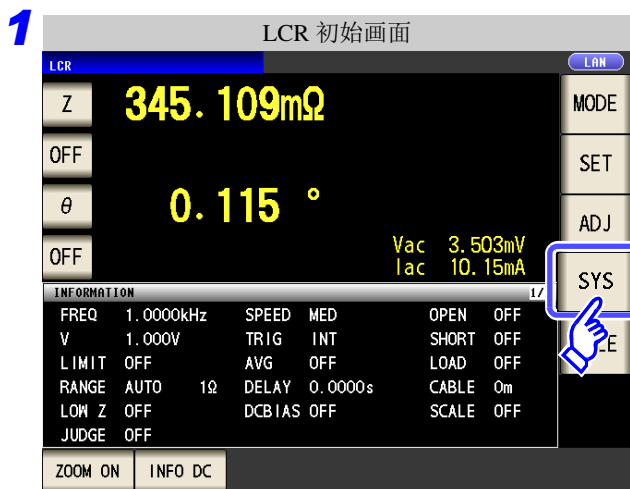 1
LCR 初始画面
LCR
LAN
Z 345.109mΩ
MODE
OFF
SET
θ 0.115 °
ADJ
OFF
Vac 3.503mV
Iac 10.15mA
SYS
INFORMATION 1/
FREQ 1.0000kHz SPEED MED OPEN OFF
V 1.000V TRIG INT SHORT OFF
LIMIT OFF AVG OFF LOAD OFF
RANGE AUTO 1Ω DELAY 0.0000s CABLE 0m
LOW Z OFF DCBIAS OFF SCALE OFF
JUDGE OFF
ZOOM ON INFO DC